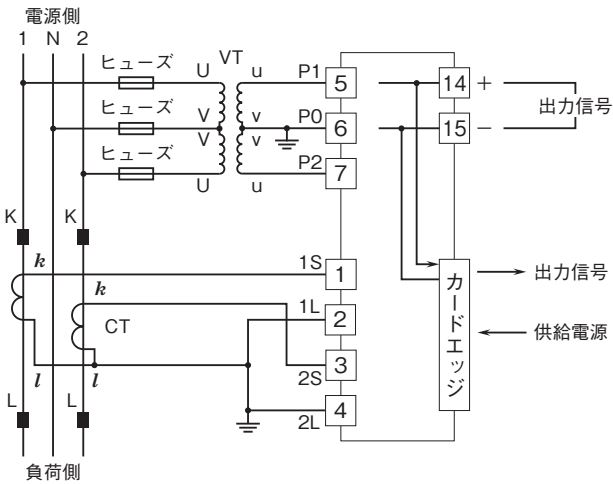 電源側
1 N 2
ヒューズ
U
VT
u
P1
5
14
+
出力信号
ヒューズ
V
V
v
v
P0
6
15
−
ヒューズ
U
u
P2
7
K
K
k
1S
1
k
1L
2
CT
3
2S
l
l
L
L
4
2L
カードエッジ
出力信号
供給電源
負荷側